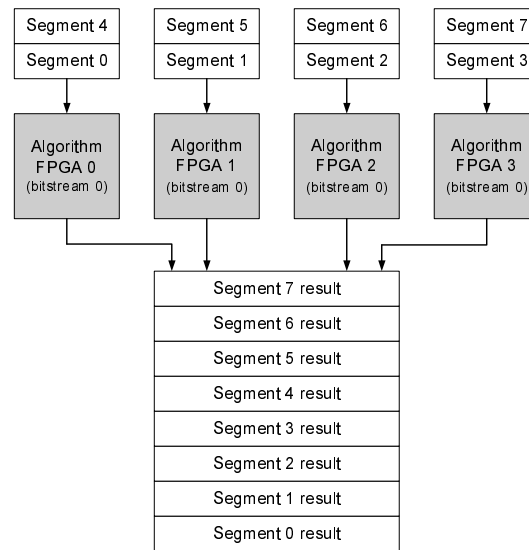 Segment 4
Segment 5
Segment 6
Segment 7
Segment 0
Segment 1
Segment 2
Segment 3
Algorithm
FPGA 0
(bitstream 0)
Algorithm
FPGA 1
(bitstream 0)
Algorithm
FPGA 2
(bitstream 0)
Algorithm
FPGA 3
(bitstream 0)
Segment 7 result
Segment 6 result
Segment 5 result
Segment 4 result
Segment 3 result
Segment 2 result
Segment 1 result
Segment 0 result